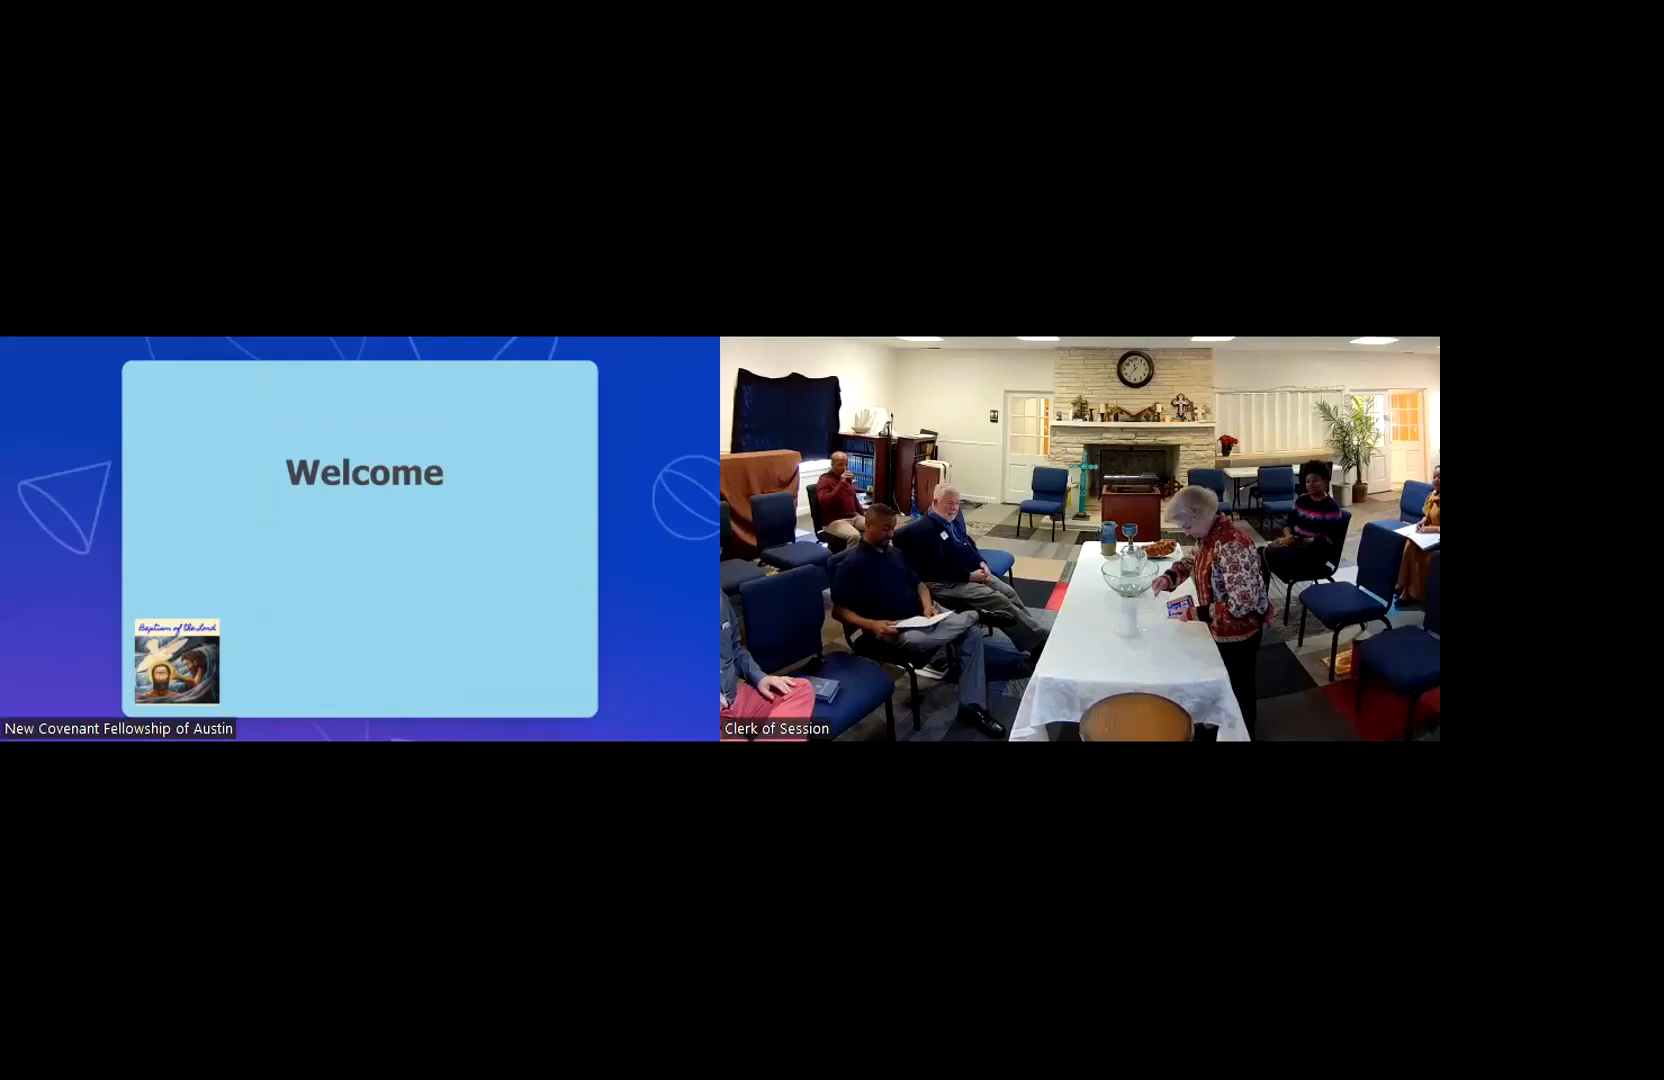 Welcome
Baptism of the Lord
New Covenant Fellowship of Austin
Clerk of Session